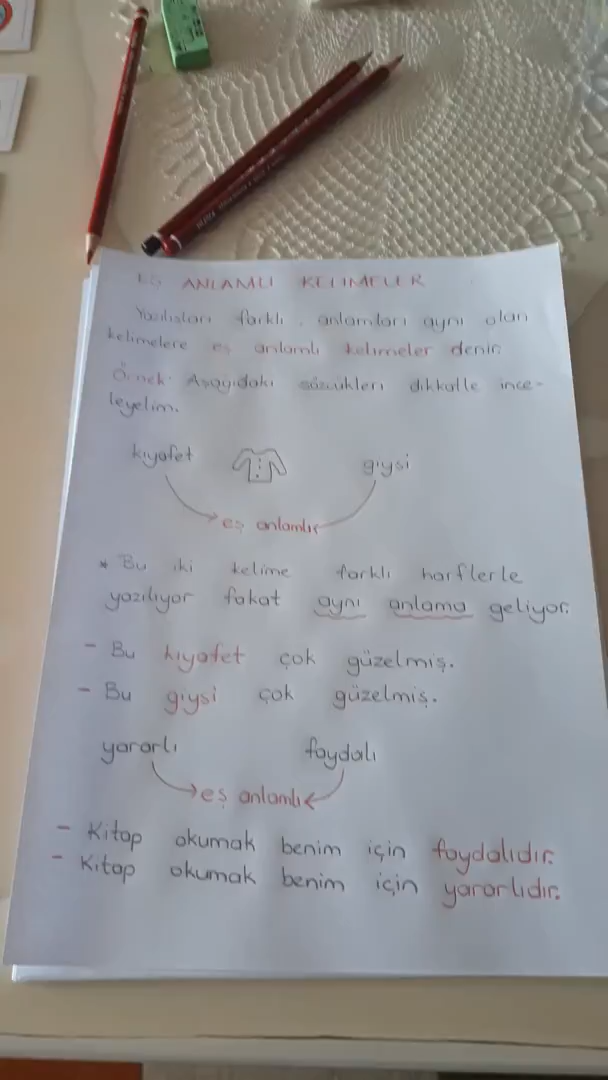 EŞ ANLAMLI KELİMELER
Yazılışları farklı, anlamları aynı olan
kelimelere eş anlamlı kelimeler denir.
Örnek: Aşağıdaki sözcükleri dikkatle ince-
leyelim.
kıyafet giysi
eş anlamlı
* Bu iki kelime farklı harflerle
yazılıyor fakat aynı anlama geliyor.
- Bu kıyafet çok güzelmiş.
- Bu giysi çok güzelmiş.
yararlı faydalı
eş anlamlı
- Kitap okumak benim için faydalıdır.
- Kitap okumak benim için yararlıdır.